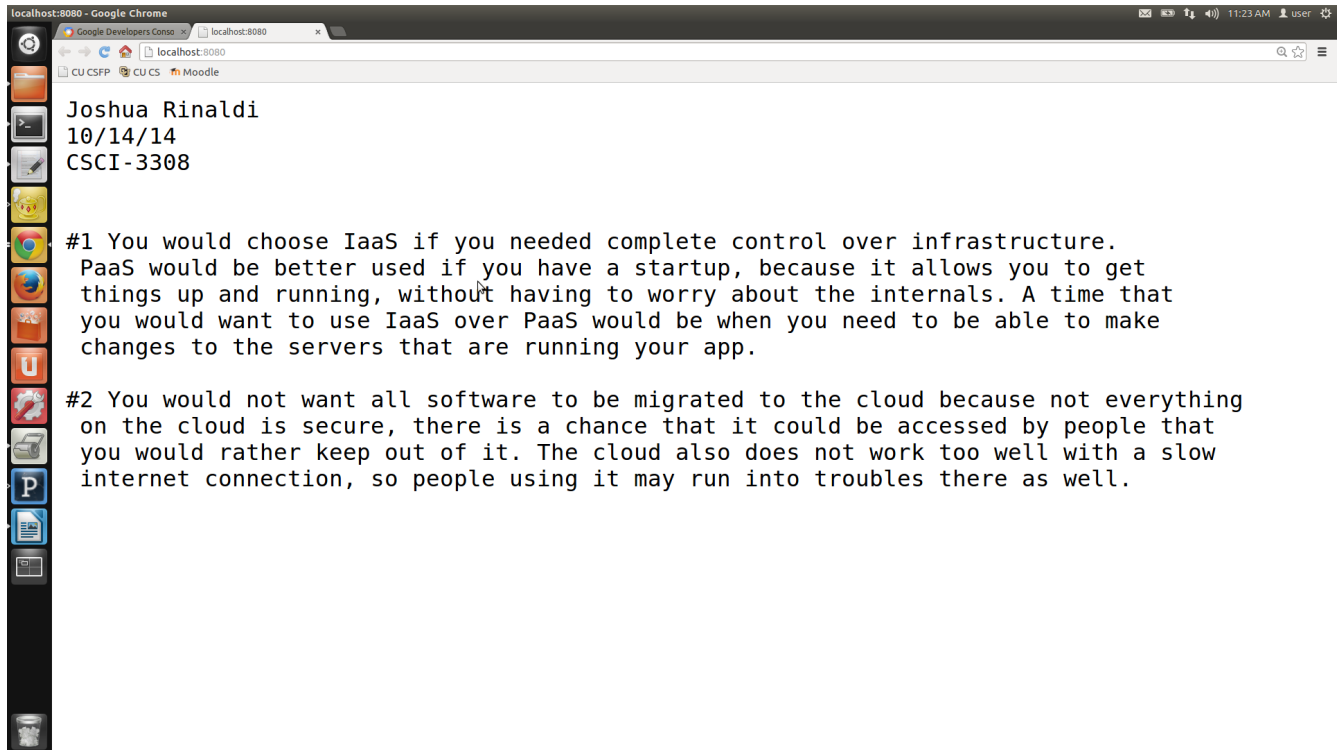 localhost:8080 - Google Chrome
11:23 AM user
Google Developers Conso
localhost:8080
localhost:8080
CU CSFP CU CS Moodle
Joshua Rinaldi
10/14/14
CSCI-3308
#1 You would choose IaaS if you needed complete control over infrastructure.
PaaS would be better used if you have a startup, because it allows you to get
things up and running, without having to worry about the internals. A time that
you would want to use IaaS over PaaS would be when you need to be able to make
changes to the servers that are running your app.
#2 You would not want all software to be migrated to the cloud because not everything
on the cloud is secure, there is a chance that it could be accessed by people that
you would rather keep out of it. The cloud also does not work too well with a slow
internet connection, so people using it may run into troubles there as well.